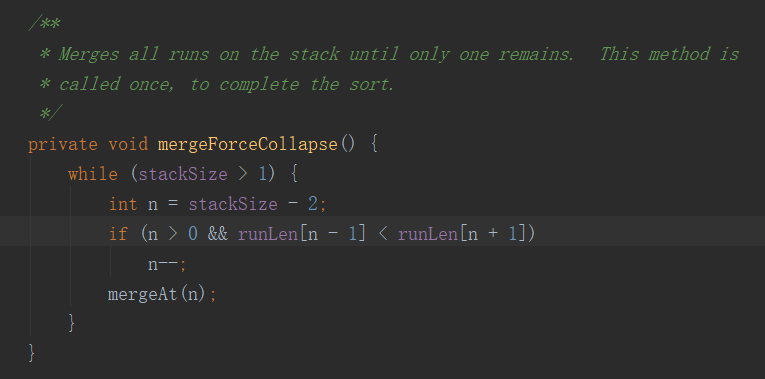 /**
 * Merges all runs on the stack until only one remains.  This method is
 * called once, to complete the sort.
 */
private void mergeForceCollapse() {
    while (stackSize > 1) {
        int n = stackSize - 2;
        if (n > 0 && runLen[n - 1] < runLen[n + 1])
            n--;
        mergeAt(n);
    }
}